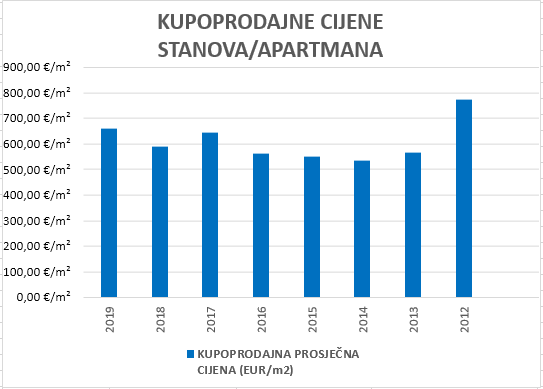 KUPOPRODAJNE CIJENE
STANOVA/APARTMANA
900,00 €/m²
800,00 €/m²
700,00 €/m²
600,00 €/m²
500,00 €/m²
400,00 €/m²
300,00 €/m²
200,00 €/m²
100,00 €/m²
0,00 €/m²
2019
2018
2017
2016
2015
2014
2013
2012
KUPOPRODAJNA PROSJEČNA
CIJENA (EUR/m2)